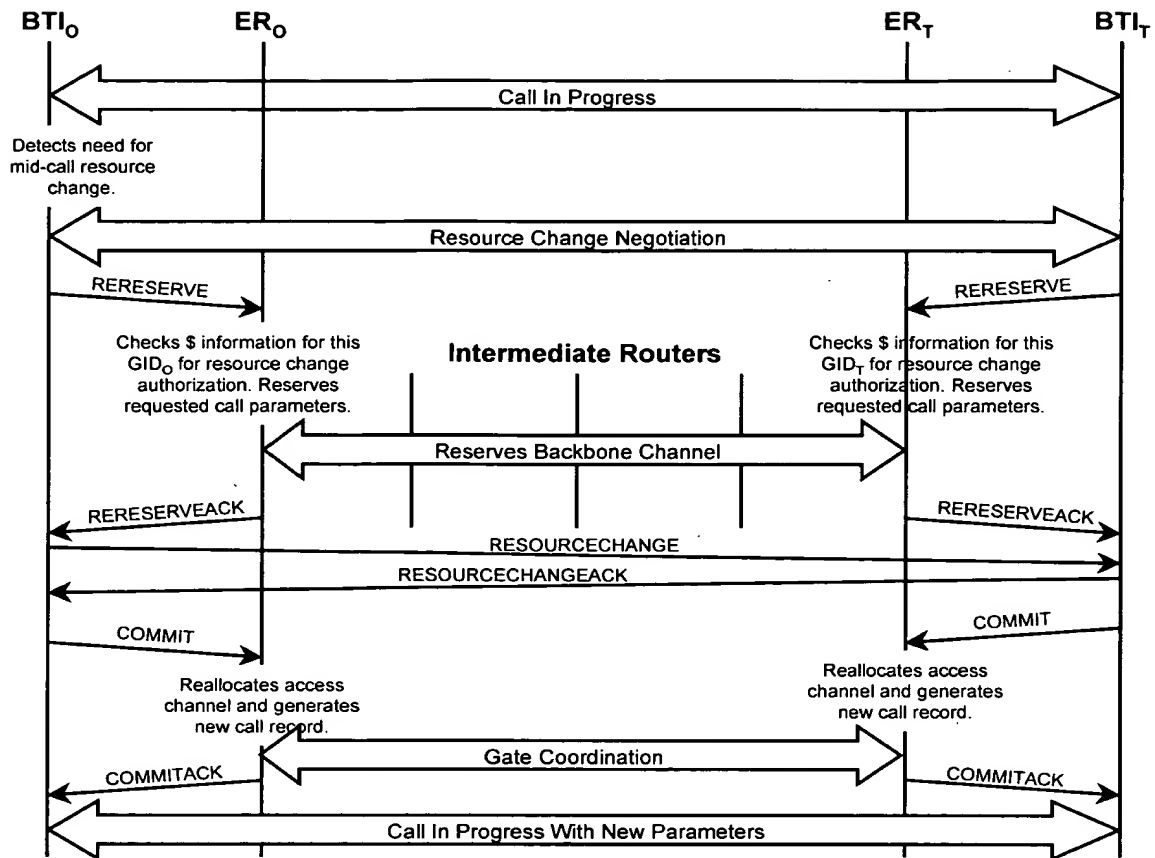 BTIO ERO ERT BTIT
Call In Progress
Detects need for
mid-call resource
change.
Resource Change Negotiation
RERESERVE RERESERVE
Checks $ information for this
GIDO for resource change
authorization. Reserves
requested call parameters.
Intermediate Routers
Checks $ information for this
GIDT for resource change
authorization. Reserves
requested call parameters.
Reserves Backbone Channel
RERESERVEACK RERESERVEACK
RESOURCECHANGE
RESOURCECHANGEACK
COMMIT COMMIT
Reallocates access
channel and generates
new call record.
Reallocates access
channel and generates
new call record.
Gate Coordination
COMMITACK COMMITACK
Call In Progress With New Parameters